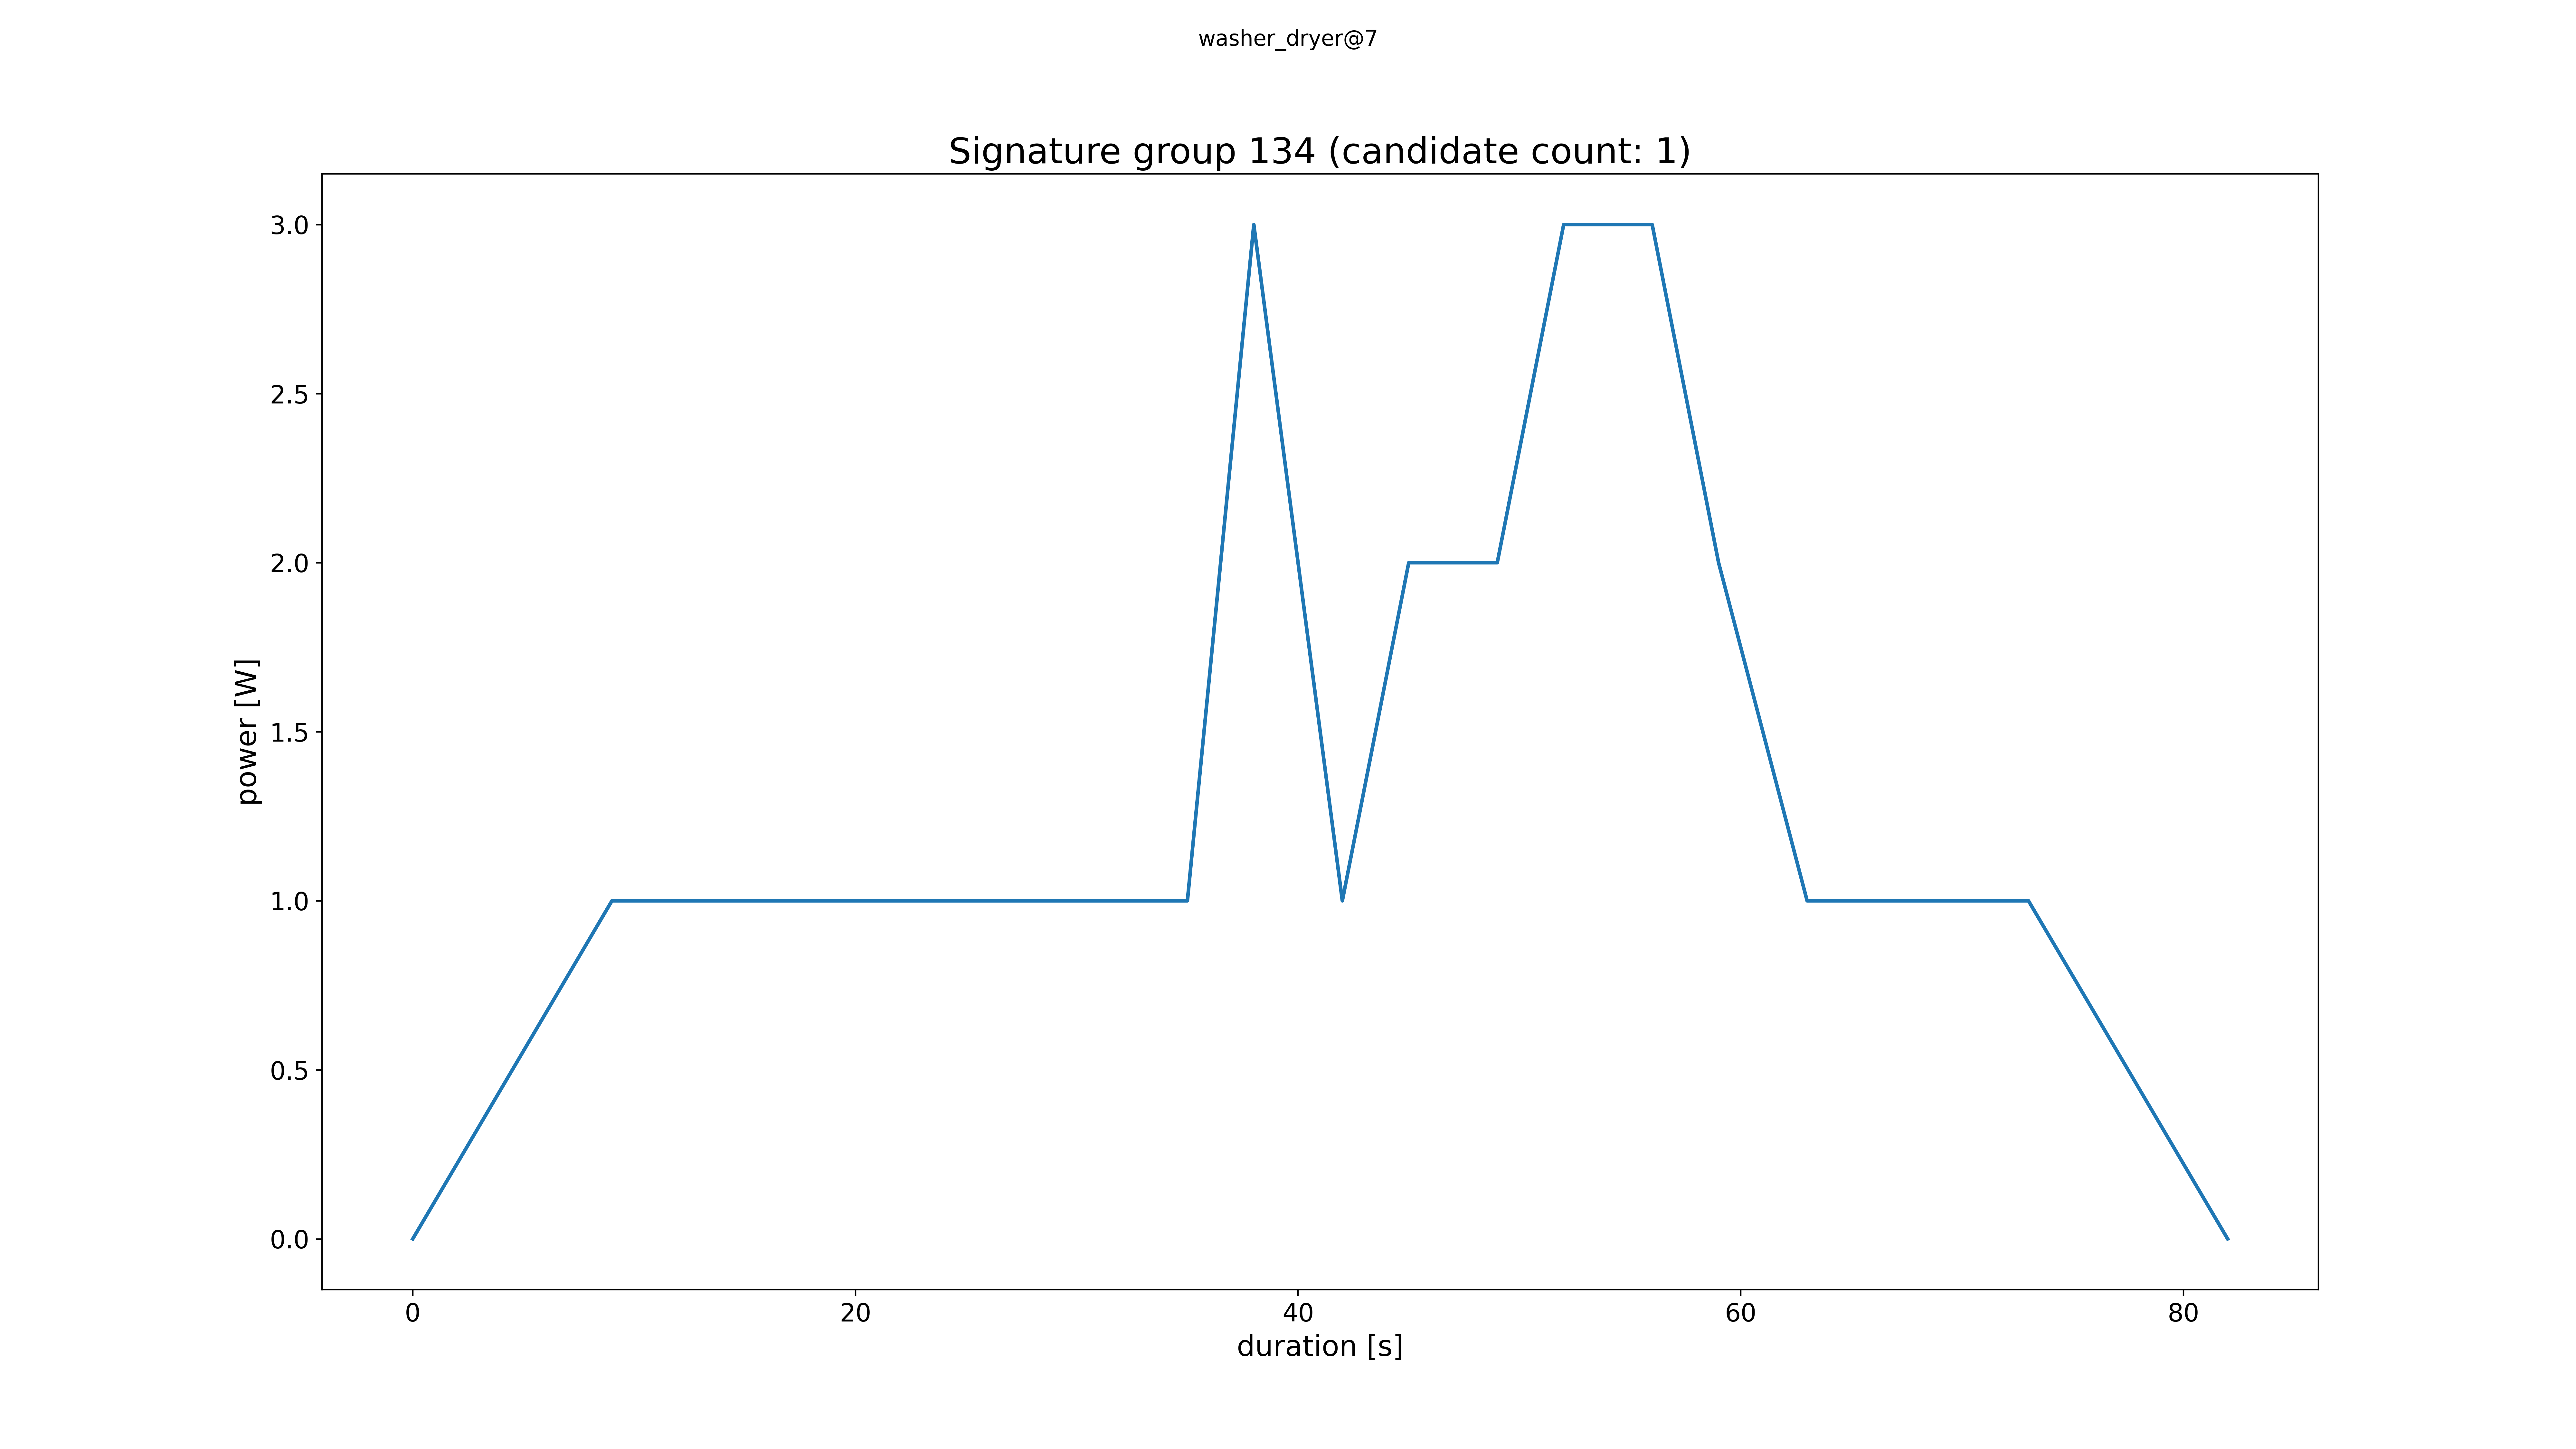 washer_dryer@7
Signature group 134 (candidate count: 1)
3.0
2.5
2.0
1.5
1.0
0.5
0.0
power [W]
0 20 40 60 80
duration [s]